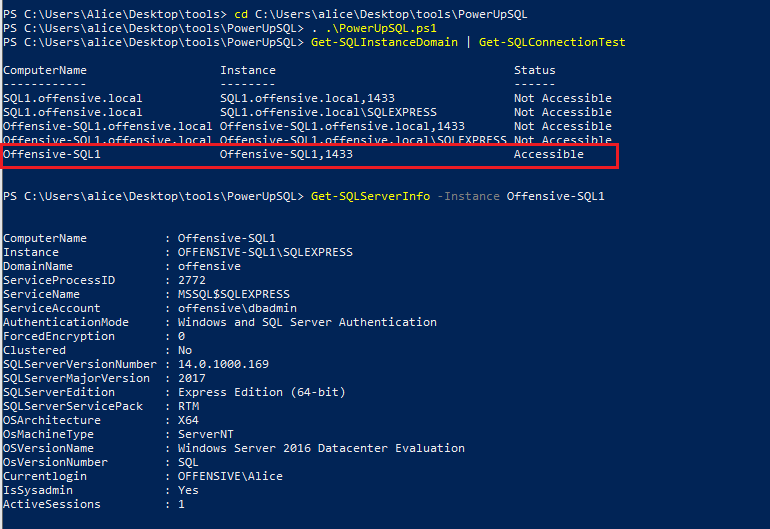 PS C:\Users\Alice\Desktop\tools> cd C:\Users\alice\Desktop\tools\PowerUpSQL
PS C:\Users\alice\Desktop\tools\PowerUpSQL> . .\PowerUpSQL.ps1
PS C:\Users\alice\Desktop\tools\PowerUpSQL> Get-SQLInstanceDomain | Get-SQLConnectionTest
ComputerName Instance Status
------------ -------- ------
SQL1.offensive.local SQL1.offensive.local,1433 Not Accessible
SQL1.offensive.local SQL1.offensive.local\SQLEXPRESS Not Accessible
Offensive-SQL1.offensive.local Offensive-SQL1.offensive.local,1433 Not Accessible
Offensive-SQL1.offensive.local Offensive-SQL1.offensive.local\SQLEXPRESS Not Accessible
Offensive-SQL1 Offensive-SQL1,1433 Accessible
PS C:\Users\alice\Desktop\tools\PowerUpSQL> Get-SQLServerInfo -Instance Offensive-SQL1
ComputerName : Offensive-SQL1
Instance : OFFENSIVE-SQL1\SQLEXPRESS
DomainName : offensive
ServiceProcessID : 2772
ServiceName : MSSQL$SQLEXPRESS
ServiceAccount : offensive\dbadmin
AuthenticationMode : Windows and SQL Server Authentication
ForcedEncryption : 0
Clustered : No
SQLServerVersionNumber : 14.0.1000.169
SQLServerMajorVersion : 2017
SQLServerEdition : Express Edition (64-bit)
SQLServerServicePack : RTM
OSArchitecture : X64
OsMachineType : ServerNT
OSVersionName : Windows Server 2016 Datacenter Evaluation
OsVersionNumber : SQL
Currentlogin : OFFENSIVE\Alice
IsSysadmin : Yes
ActiveSessions : 1